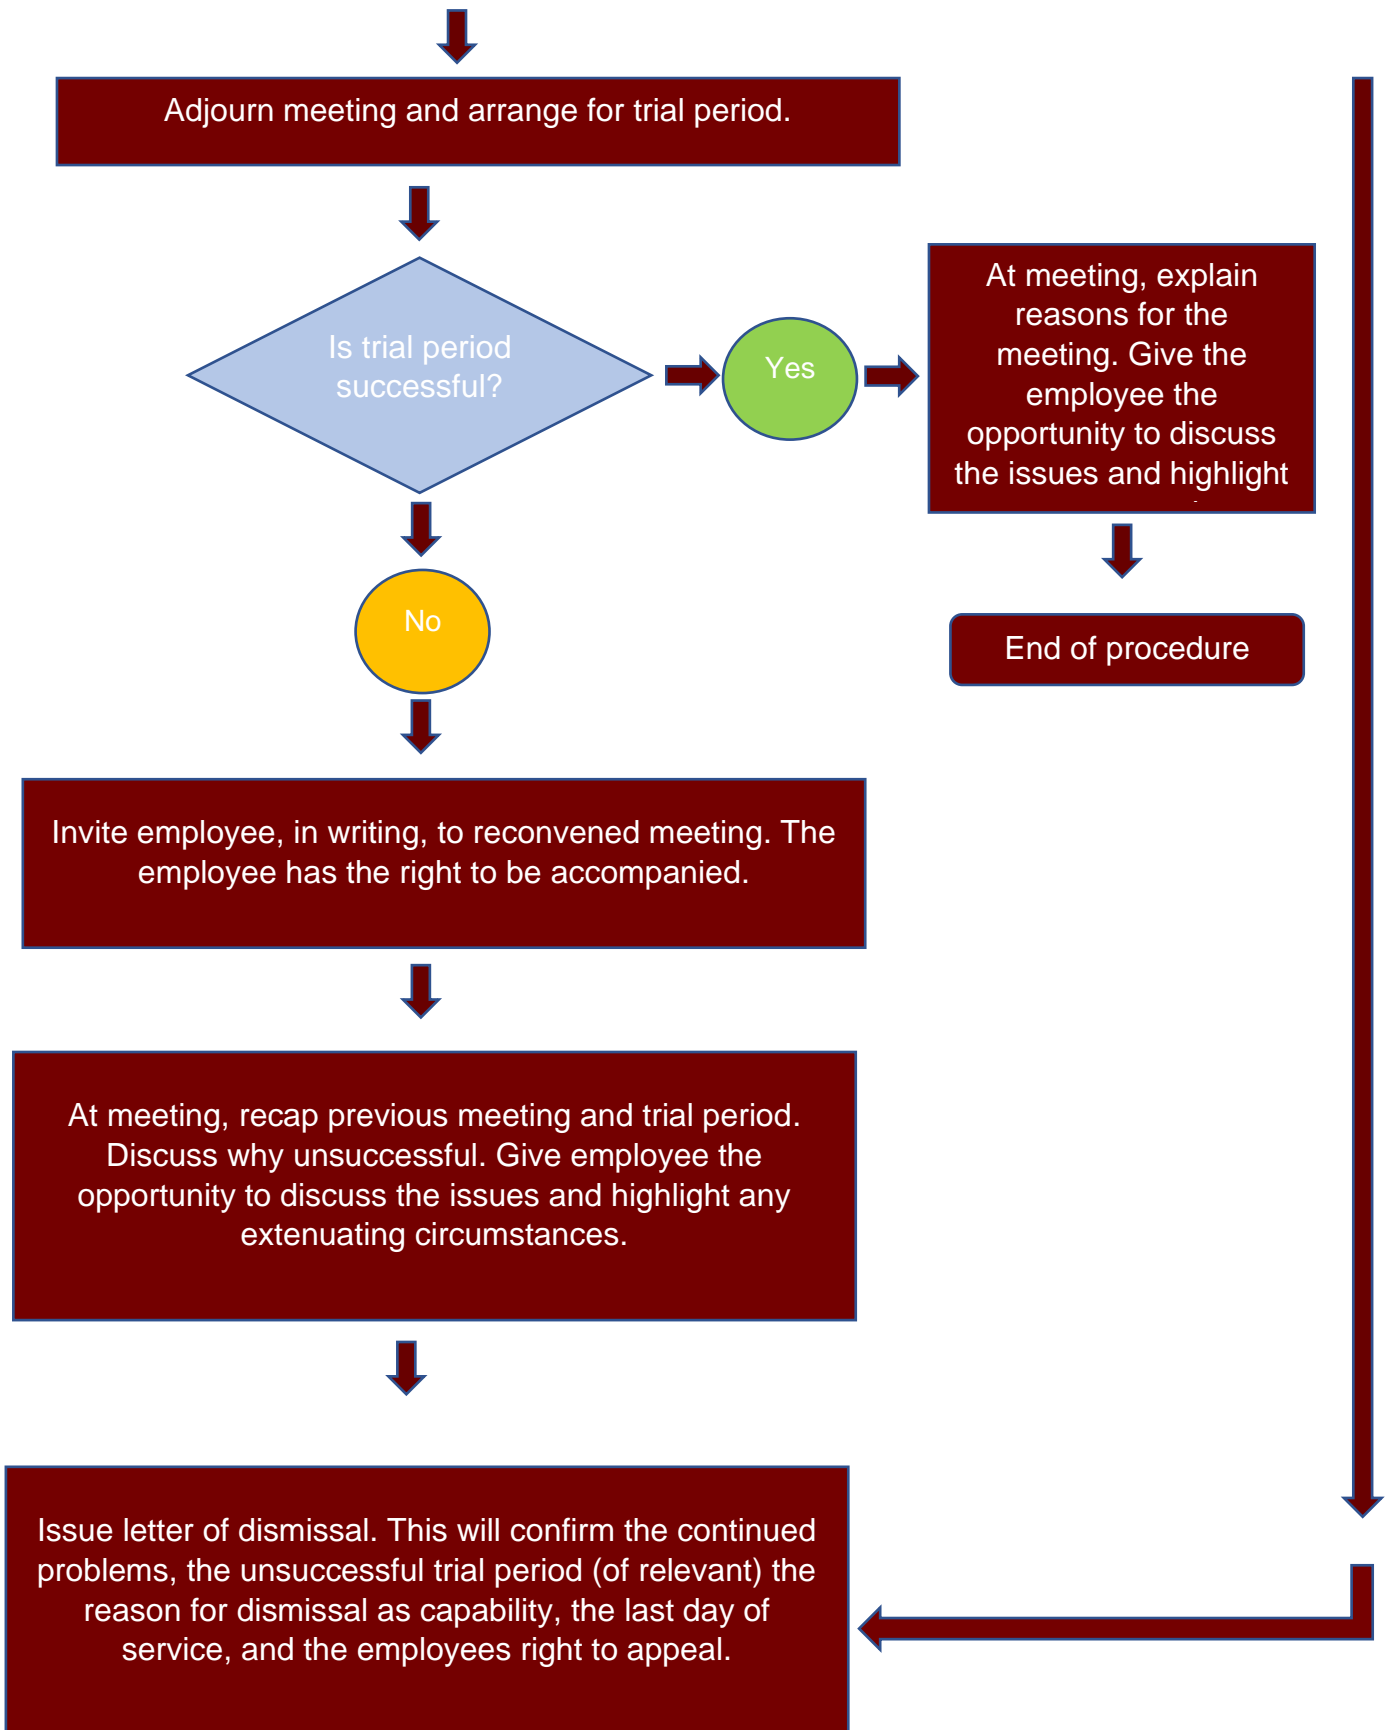 Adjourn meeting and arrange for trial period.
Is trial period
successful?
Yes
At meeting, explain
reasons for the
meeting. Give the
employee the
opportunity to discuss
the issues and highlight
End of procedure
No
Invite employee, in writing, to reconvened meeting. The
employee has the right to be accompanied.
At meeting, recap previous meeting and trial period.
Discuss why unsuccessful. Give employee the
opportunity to discuss the issues and highlight any
extenuating circumstances.
Issue letter of dismissal. This will confirm the continued
problems, the unsuccessful trial period (of relevant) the
reason for dismissal as capability, the last day of
service, and the employees right to appeal.